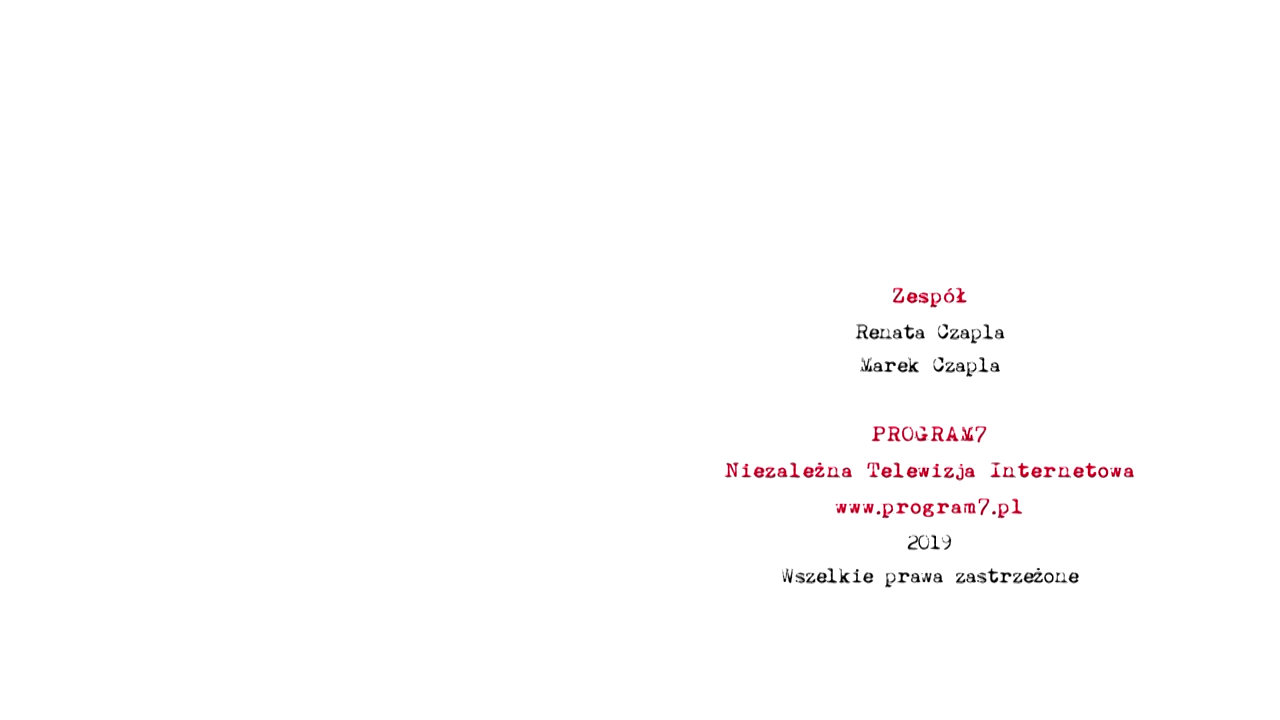 Zespół
Renata Czapla
Marek Czapla
PROGRAM7
Niezależna Telewizja Internetowa
www.program7.pl
2019
Wszelkie prawa zastrzeżone